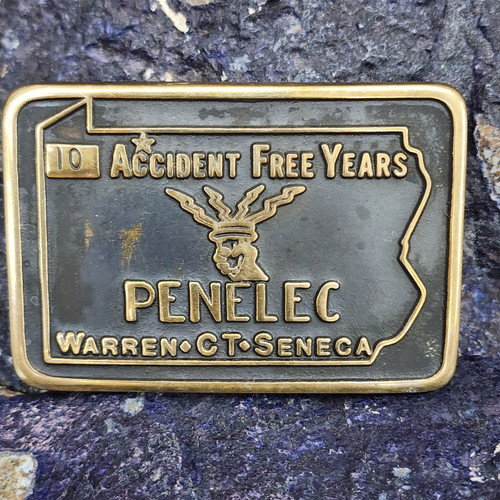 10 ACCIDENT FREE YEARS
PENELEC
WARREN • CT • SENECA